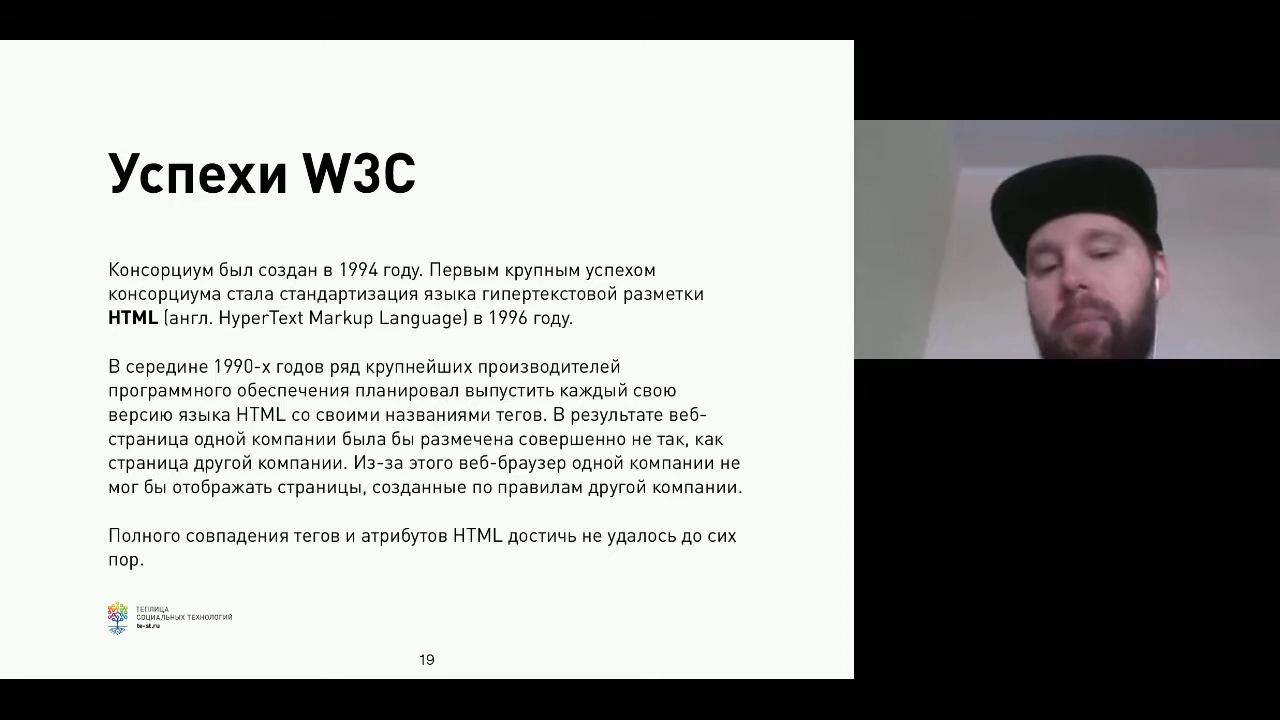 Успехи W3C
Консорциум был создан в 1994 году. Первым крупным успехом
консорциума стала стандартизация языка гипертекстовой разметки
HTML (англ. HyperText Markup Language) в 1996 году.
В середине 1990-х годов ряд крупнейших производителей
программного обеспечения планировал выпустить каждый свою
версию языка HTML со своими названиями тегов. В результате веб-
страница одной компании была бы размечена совершенно не так, как
страница другой компании. Из-за этого веб-браузер одной компании не
мог бы отображать страницы, созданные по правилам другой компании.
Полного совпадения тегов и атрибутов HTML достичь не удалось до сих
пор.
ТЕПЛИЦА
СОЦИАЛЬНЫХ ТЕХНОЛОГИЙ
te-st.ru
19